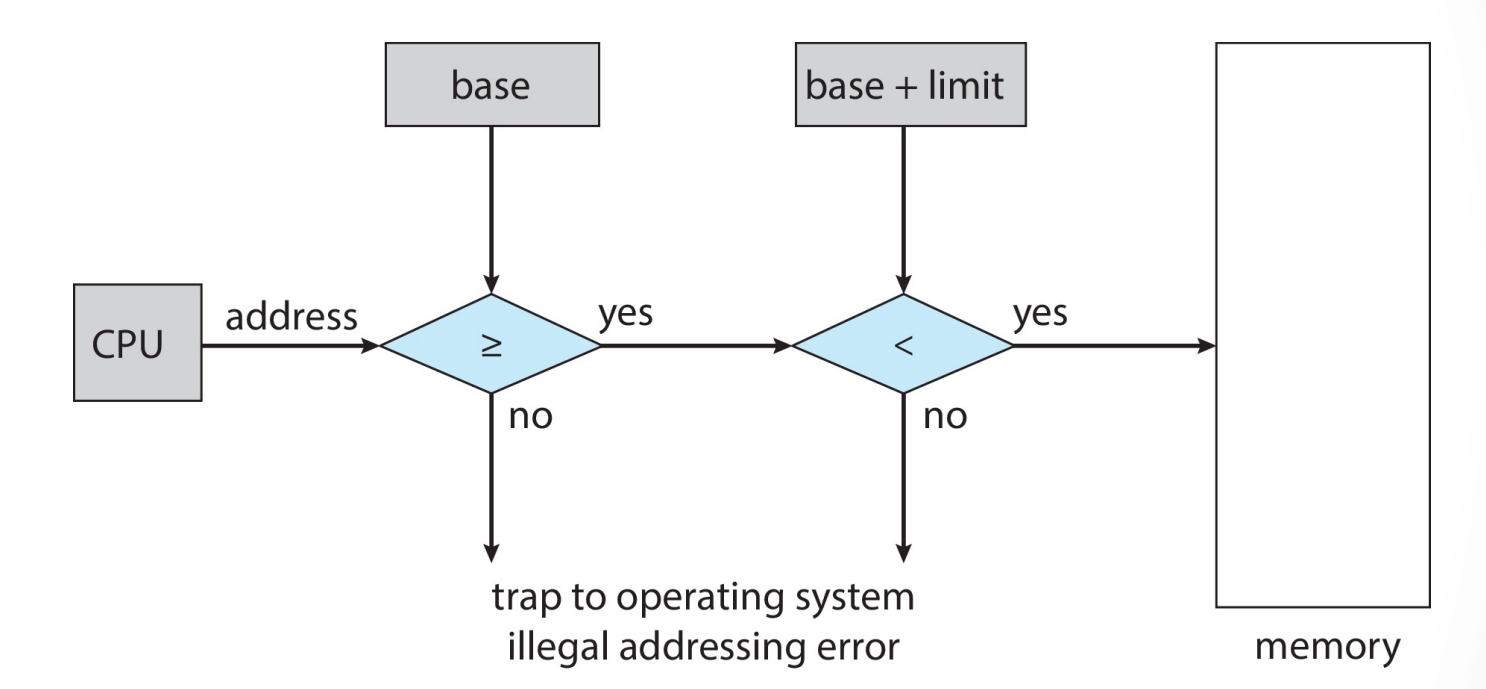 base
base + limit
CPU
address
≥
yes
<
yes
no
no
trap to operating system
illegal addressing error
memory